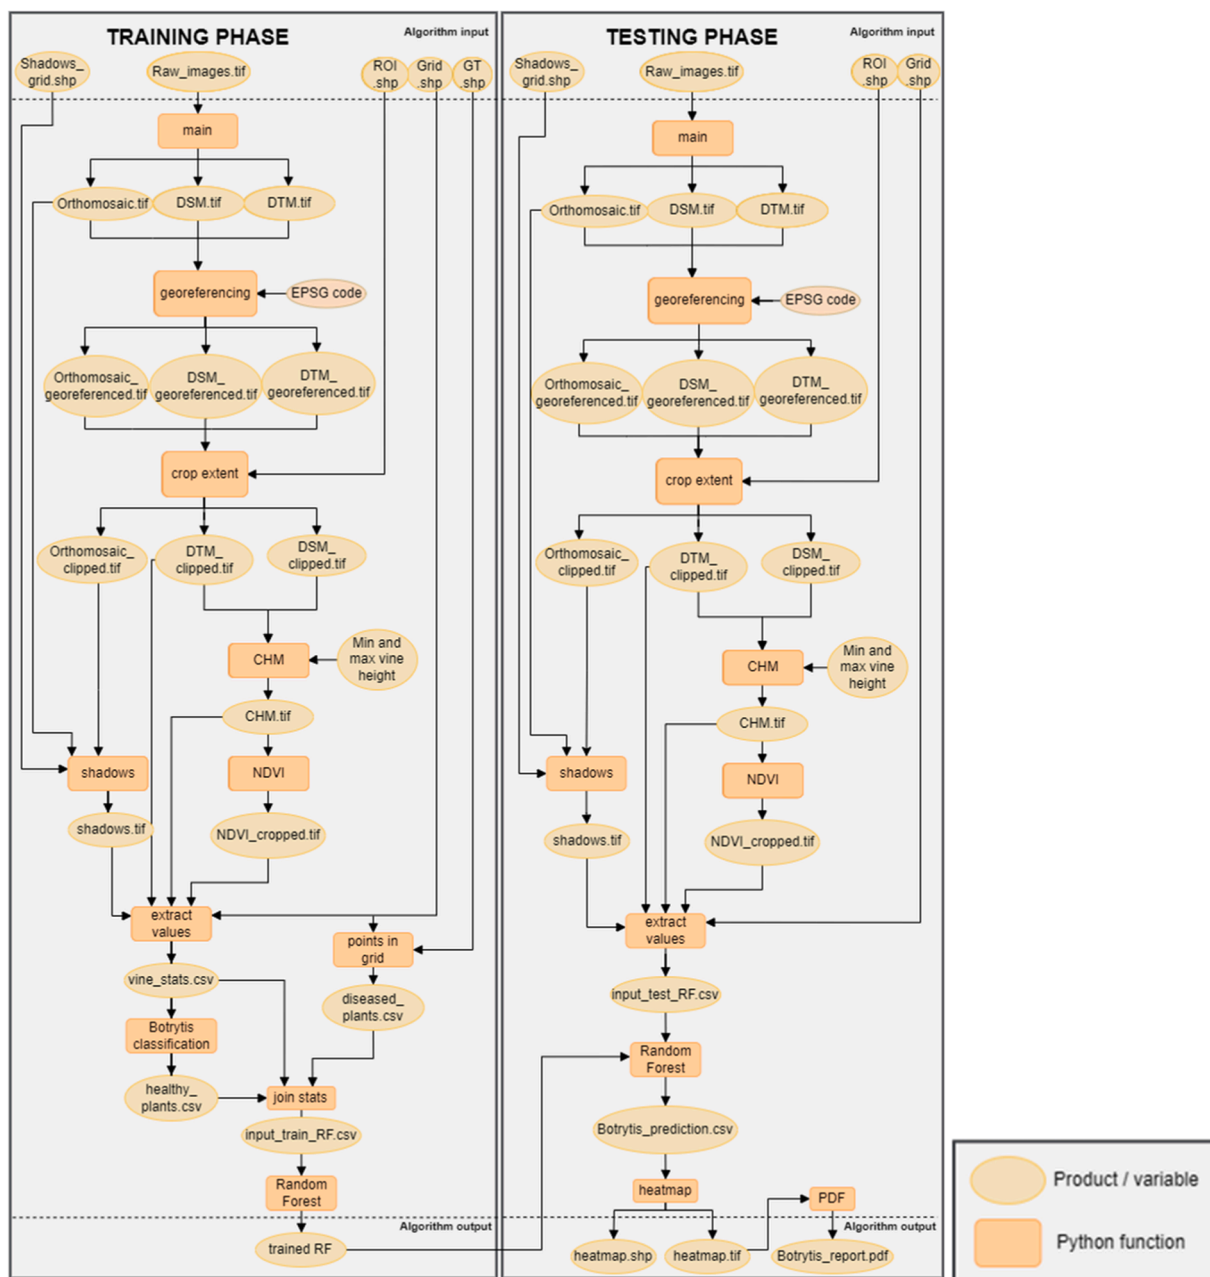 TRAINING PHASE
Algorithm input
Shadows_
grid.shp
Raw_images.tif
ROI
.shp
Grid
.shp
GT
.shp
main
Orthomosaic.tif
DSM.tif
DTM.tif
georeferencing
EPSG code
Orthomosaic_
georeferenced.tif
DSM_
georeferenced.tif
DTM_
georeferenced.tif
crop extent
Orthomosaic_
clipped.tif
DTM_
clipped.tif
DSM_
clipped.tif
CHM
Min and
max vine
height
CHM.tif
shadows
NDVI
shadows.tif
NDVI_cropped.tif
extract
values
points in
grid
vine_stats.csv
diseased_
plants.csv
Botrytis
classification
healthy_
plants.csv
join stats
input_train_RF.csv
Random
Forest
Algorithm output
trained RF
TESTING PHASE
Algorithm input
Shadows_
grid.shp
Raw_images.tif
ROI
.shp
Grid
.shp
main
Orthomosaic.tif
DSM.tif
DTM.tif
georeferencing
EPSG code
Orthomosaic_
georeferenced.tif
DSM_
georeferenced.tif
DTM_
georeferenced.tif
crop extent
Orthomosaic_
clipped.tif
DTM_
clipped.tif
DSM_
clipped.tif
CHM
Min and
max vine
height
CHM.tif
shadows
NDVI
shadows.tif
NDVI_cropped.tif
extract
values
input_test_RF.csv
Random
Forest
Botrytis_prediction.csv
heatmap
PDF
Algorithm output
heatmap.shp
heatmap.tif
Botrytis_report.pdf
Product / variable
Python function